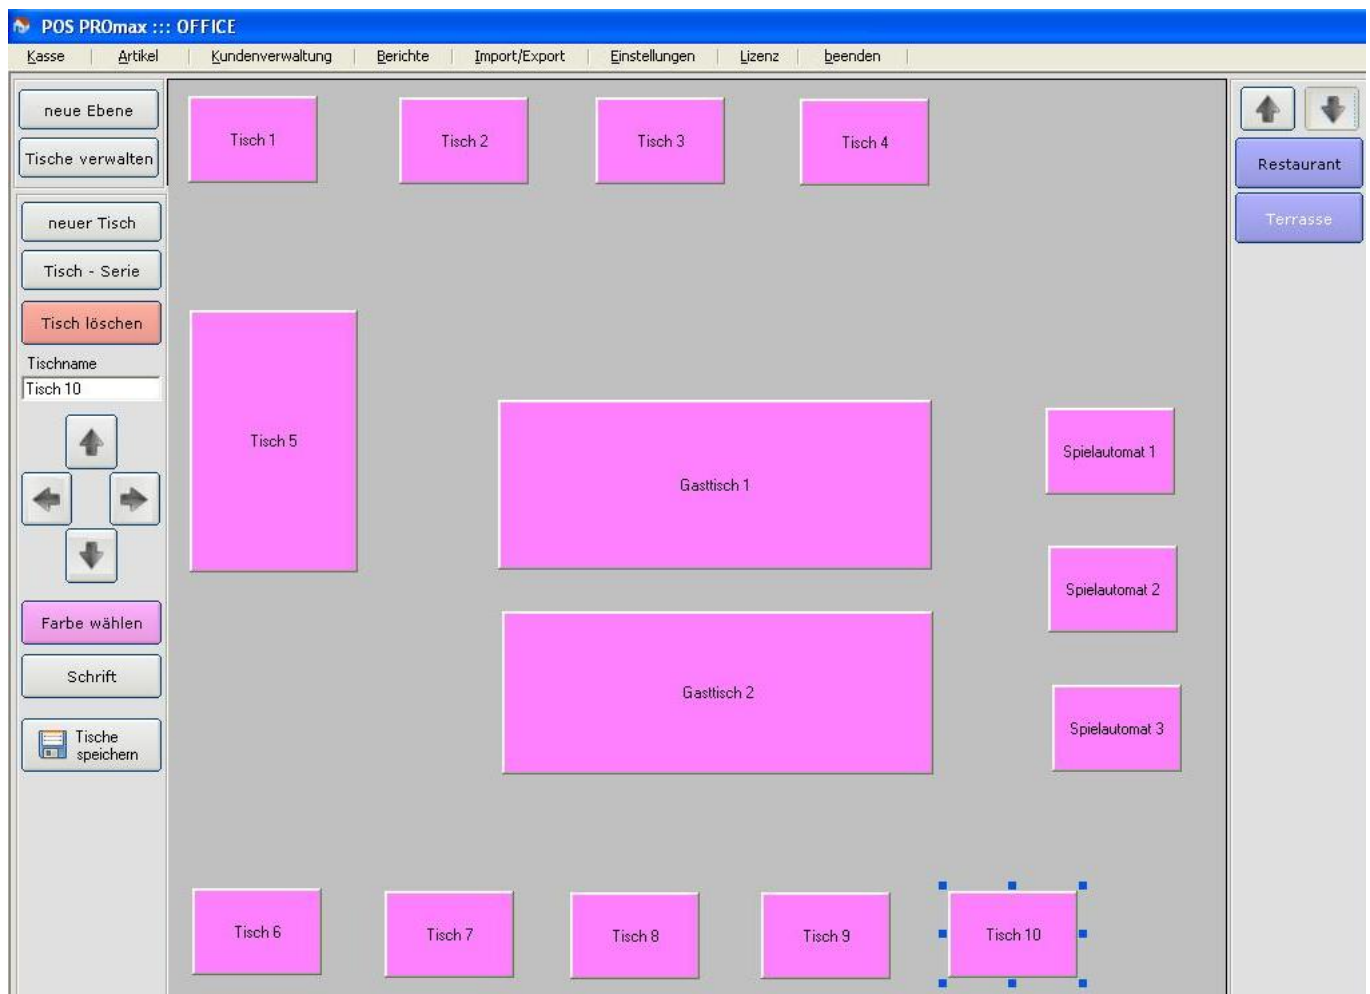 POS PROmax ::: OFFICE
Kasse Artikel Kundenverwaltung Berichte Import/Export Einstellungen Lizenz beenden
neue Ebene
Tische verwalten
neuer Tisch
Tisch - Serie
Tisch löschen
Tischname
Tisch 10
Farbe wählen
Schrift
Tische
speichern
Tisch 1 Tisch 2 Tisch 3 Tisch 4
Tisch 5
Gasttisch 1
Gasttisch 2
Spielautomat 1
Spielautomat 2
Spielautomat 3
Tisch 6 Tisch 7 Tisch 8 Tisch 9 Tisch 10
Restaurant
Terrasse